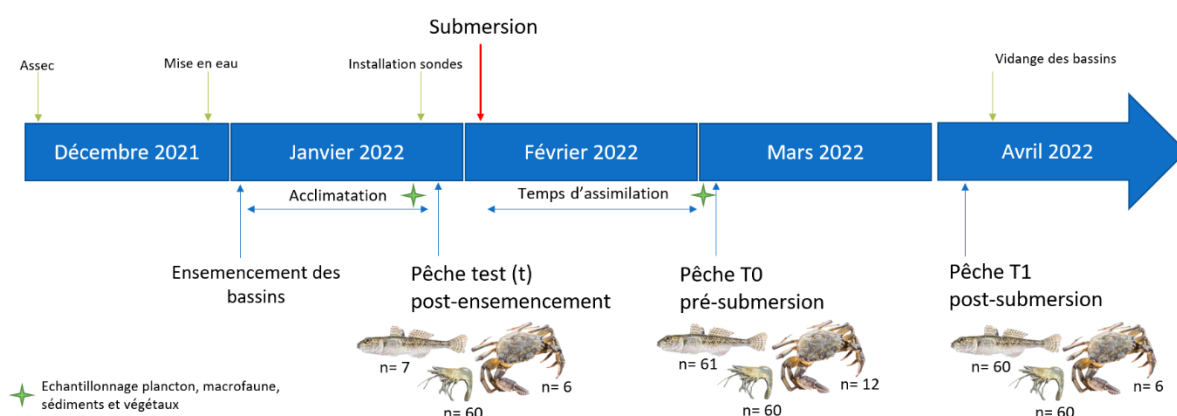 Submersion
Assec
Mise en eau
Installation sondes
Vidange des bassins
Décembre 2021
Janvier 2022
Février 2022
Mars 2022
Avril 2022
Acclimatation
Temps d’assimilation
Ensemencement des
bassins
Pêche test (t)
post-ensemencement
Pêche T0
pré-submersion
Pêche T1
post-submersion
n= 7
n= 6
n= 60
n= 61
n= 12
n= 60
n= 60
n= 6
n= 60
Echantillonnage plancton, macrofaune,
sédiments et végétaux